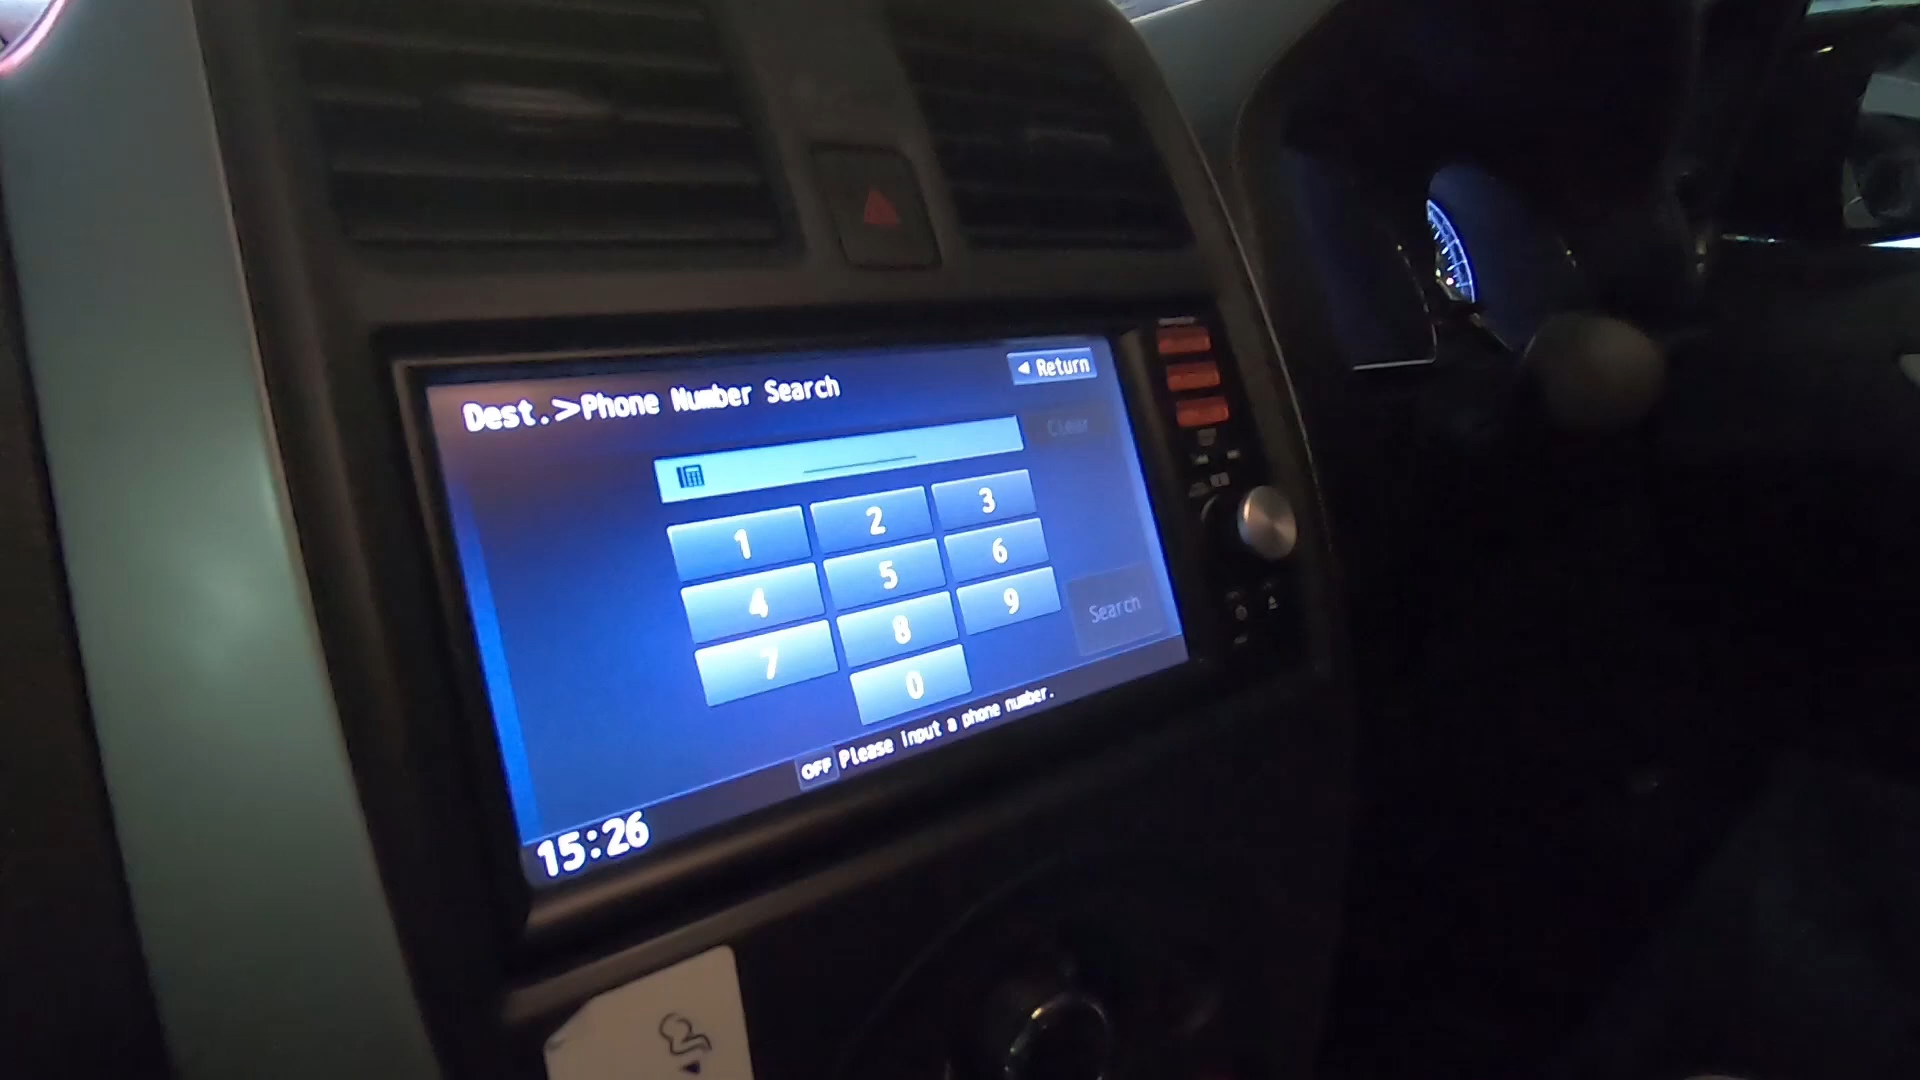 Dest.>Phone Number Search
◄ Return
Clear
1
2
3
4
5
6
7
8
9
0
Search
OFF Please input a phone number.
15:26